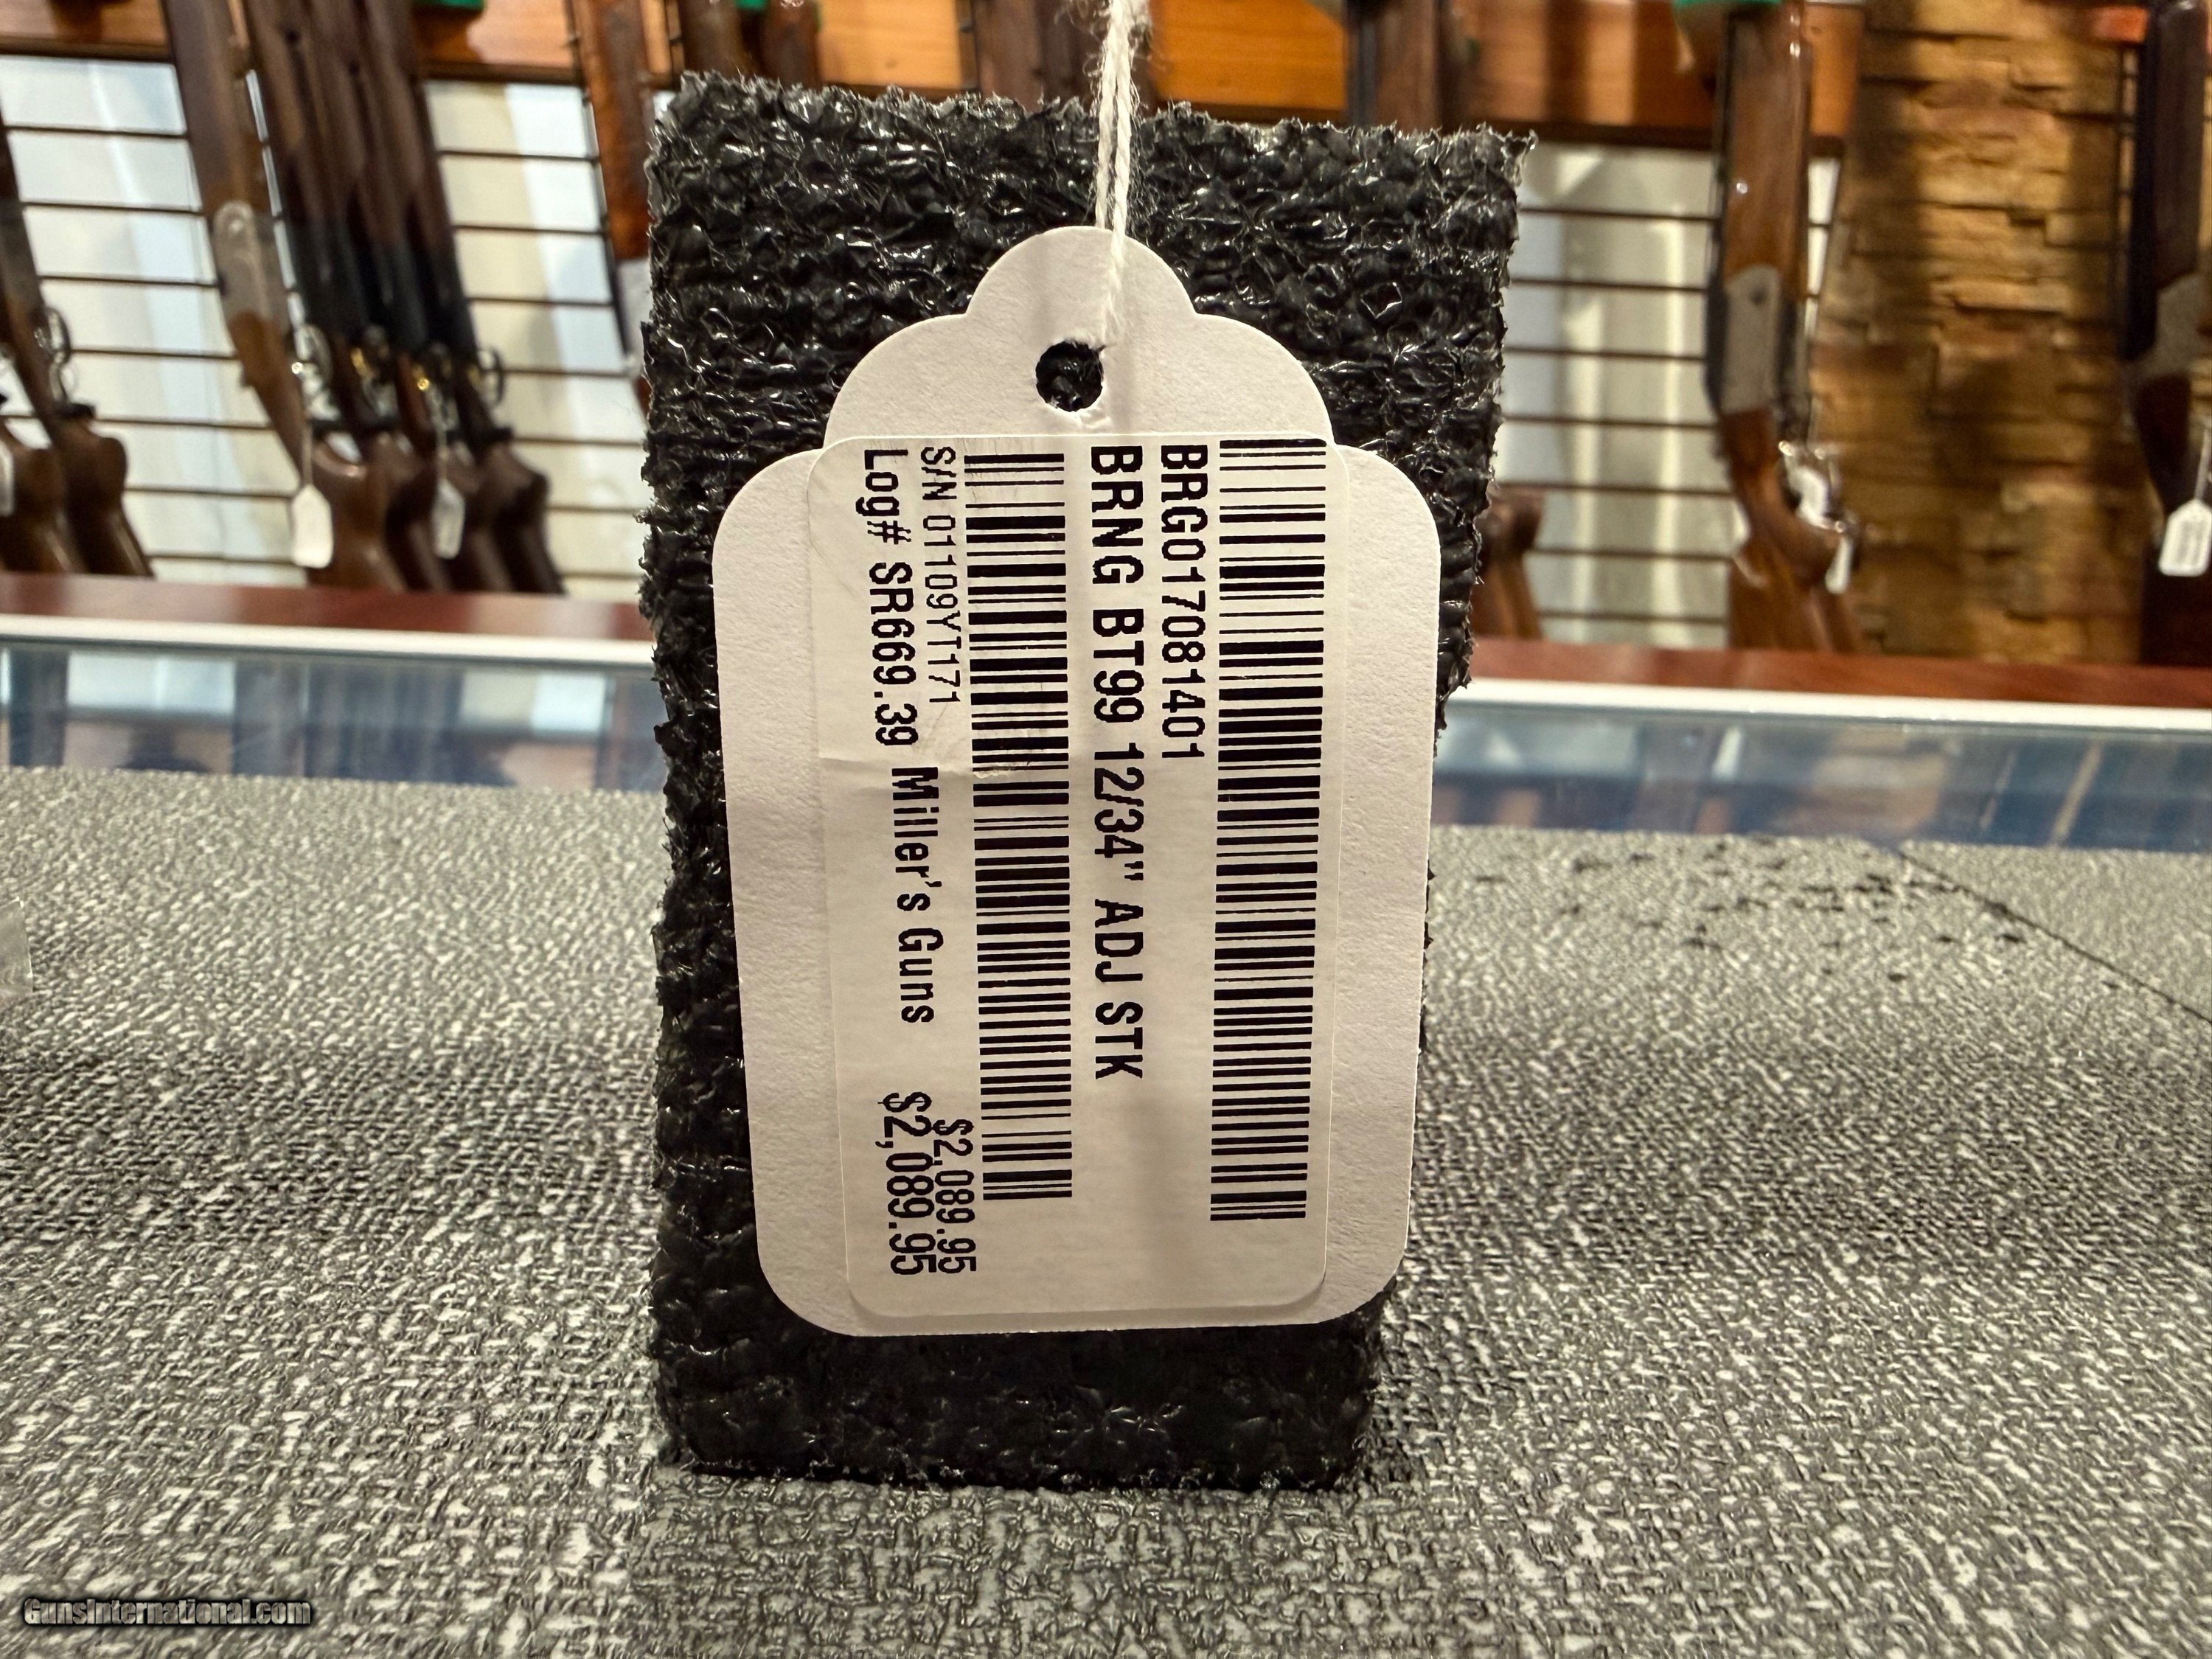 BRG017081401
BRNG BT99 12/34" ADJ STK
S/N 01109YT171
$2,089.95
Log# SR669.39 Miller's Guns
$2,089.95
GunsInternational.com